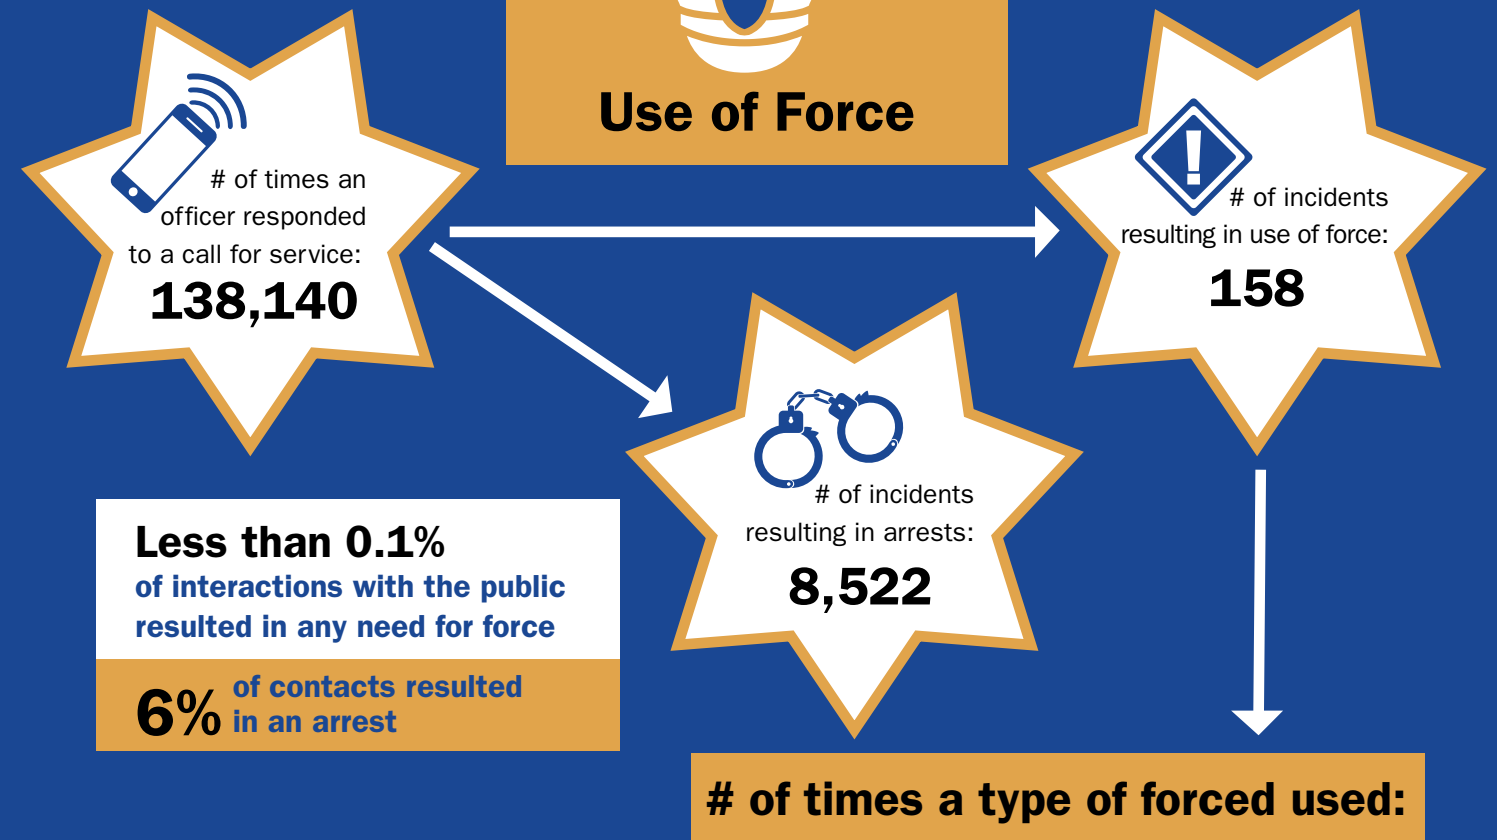 Use of Force
# of times an
officer responded
to a call for service:
138,140
# of incidents
resulting in use of force:
158
# of incidents
resulting in arrests:
8,522
Less than 0.1%
of interactions with the public
resulted in any need for force
6% of contacts resulted
in an arrest
# of times a type of forced used: